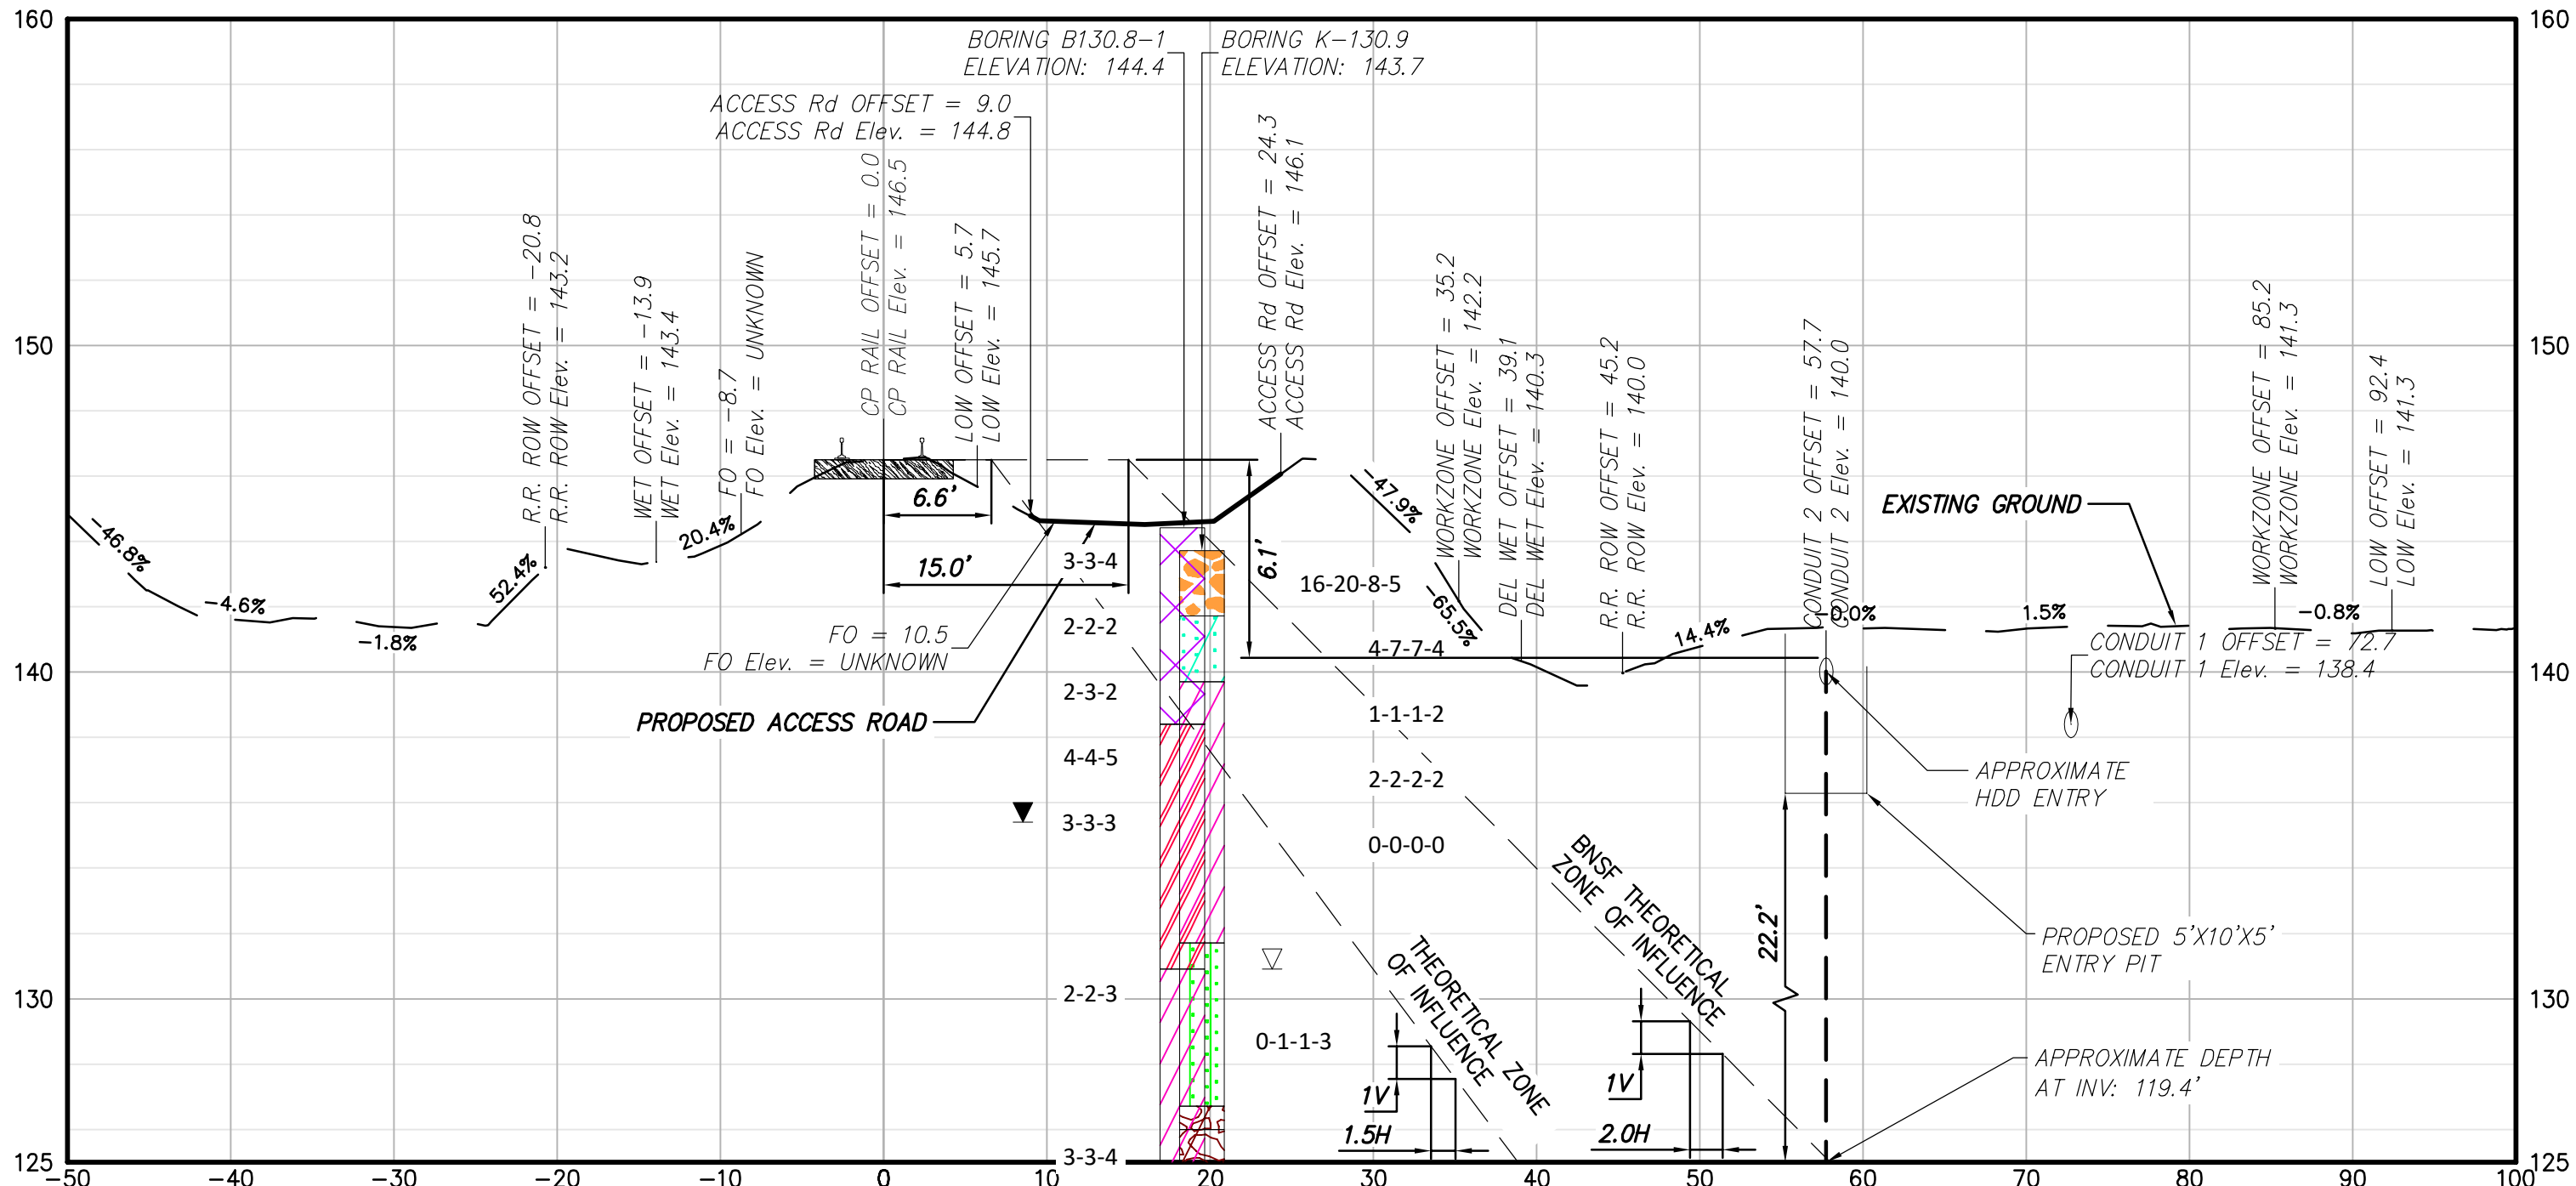 160
160
BORING B130.8-1
ELEVATION: 144.4
BORING K-130.9
ELEVATION: 143.7
ACCESS Rd OFFSET = 9.0
ACCESS Rd Elev. = 144.8
R.R. ROW OFFSET = -20.8
R.R. ROW Elev. = 143.2
WET OFFSET = -13.9
WET Elev. = 143.4
FO = -8.7
FO Elev. = UNKNOWN
CP RAIL OFFSET = 0.0
CP RAIL Elev. = 146.5
LOW OFFSET = 5.7
LOW Elev. = 145.7
ACCESS Rd OFFSET = 24.3
ACCESS Rd Elev. = 146.1
WORKZONE OFFSET = 35.2
WORKZONE Elev. = 142.2
DEL WET OFFSET = 39.1
DEL WET Elev. = 140.3
R.R. ROW OFFSET = 45.2
R.R. ROW Elev. = 140.0
CONDUIT 2 OFFSET = 57.7
CONDUIT 2 Elev. = 140.0
WORKZONE OFFSET = 85.2
WORKZONE Elev. = 141.3
LOW OFFSET = 92.4
LOW Elev. = 141.3
150
150
-46.8%
-4.6%
-1.8%
52.4%
20.4%
6.6'
15.0'
6.1'
-47.9%
-65.5%
14.4%
-0.0%
1.5%
-0.8%
EXISTING GROUND
CONDUIT 1 OFFSET = 72.7
CONDUIT 1 Elev. = 138.4
FO = 10.5
FO Elev. = UNKNOWN
PROPOSED ACCESS ROAD
140
140
3-3-4
2-2-2
2-3-2
4-4-5
3-3-3
2-2-3
3-3-4
16-20-8-5
4-7-7-4
1-1-1-2
2-2-2-2
0-0-0-0
0-1-1-3
APPROXIMATE
HDD ENTRY
22.2'
PROPOSED 5'X10'X5'
ENTRY PIT
BNSF THEORETICAL
ZONE OF INFLUENCE
THEORETICAL ZONE
OF INFLUENCE
130
130
1V
1.5H
1V
2.0H
APPROXIMATE DEPTH
AT INV: 119.4'
125
125
-50
-40
-30
-20
-10
0
10
20
30
40
50
60
70
80
90
100